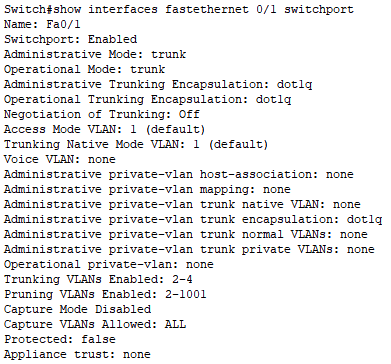 Switch#show interfaces fastethernet 0/1 switchport
Name: Fa0/1
Switchport: Enabled
Administrative Mode: trunk
Operational Mode: trunk
Administrative Trunking Encapsulation: dot1q
Operational Trunking Encapsulation: dot1q
Negotiation of Trunking: Off
Access Mode VLAN: 1 (default)
Trunking Native Mode VLAN: 1 (default)
Voice VLAN: none
Administrative private-vlan host-association: none
Administrative private-vlan mapping: none
Administrative private-vlan trunk native VLAN: none
Administrative private-vlan trunk encapsulation: dot1q
Administrative private-vlan trunk normal VLANs: none
Administrative private-vlan trunk private VLANs: none
Operational private-vlan: none
Trunking VLANs Enabled: 2-4
Pruning VLANs Enabled: 2-1001
Capture Mode Disabled
Capture VLANs Allowed: ALL
Protected: false
Appliance trust: none